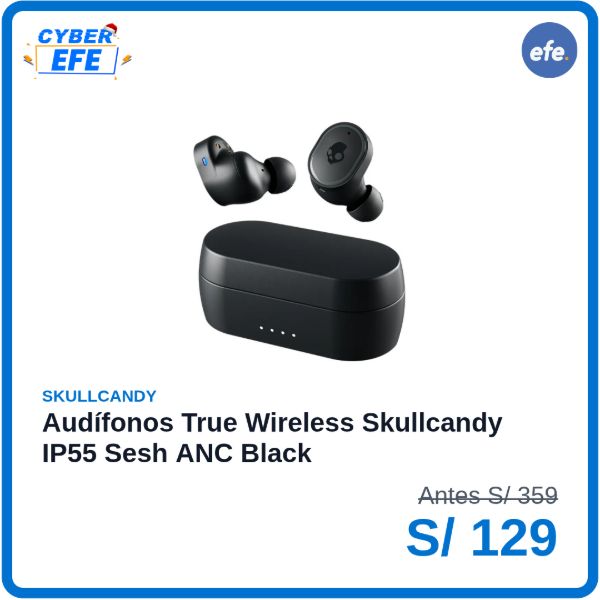 CYBER
EFE
efe.
SKULLCANDY
Audífonos True Wireless Skullcandy
IP55 Sesh ANC Black
Antes S/ 359
S/ 129